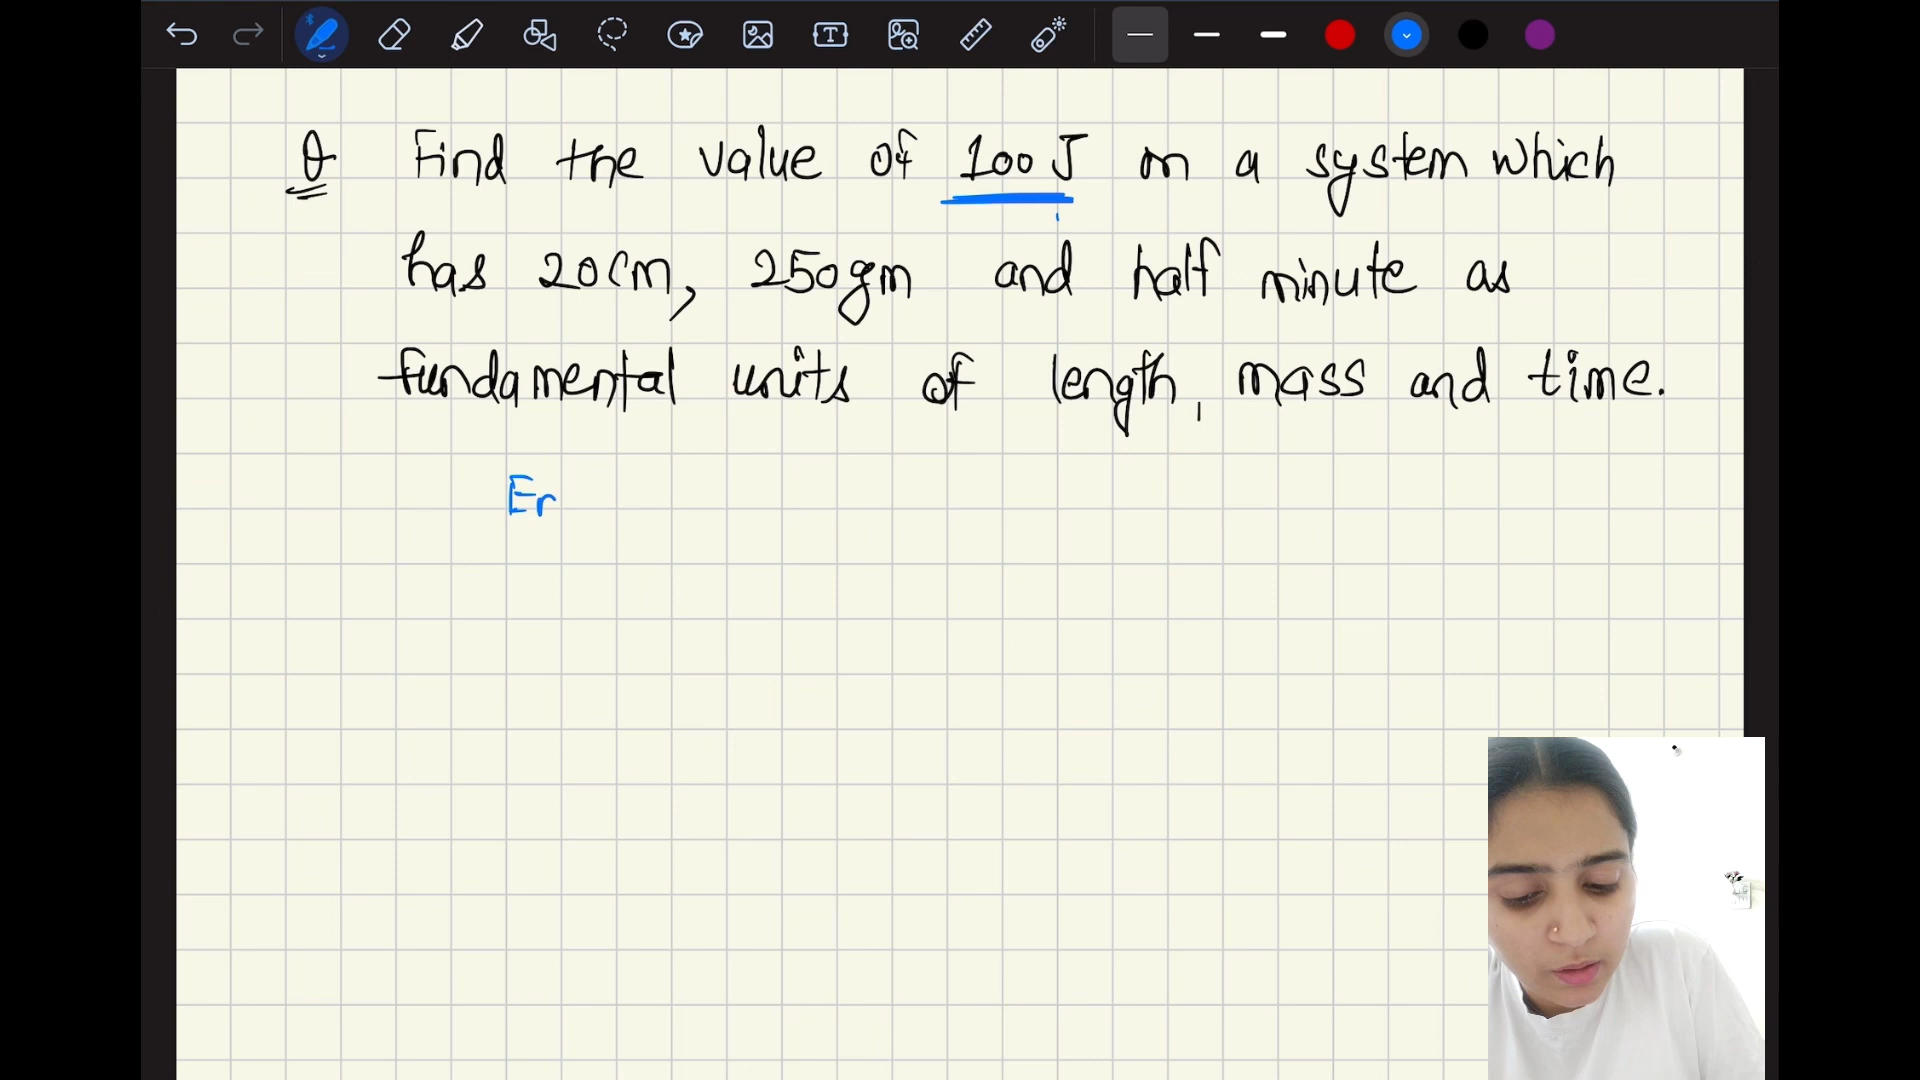 Q Find the value of 100 J on a system which
has 20cm, 250gm and half minute as
fundamental units of length, mass and time.
Er